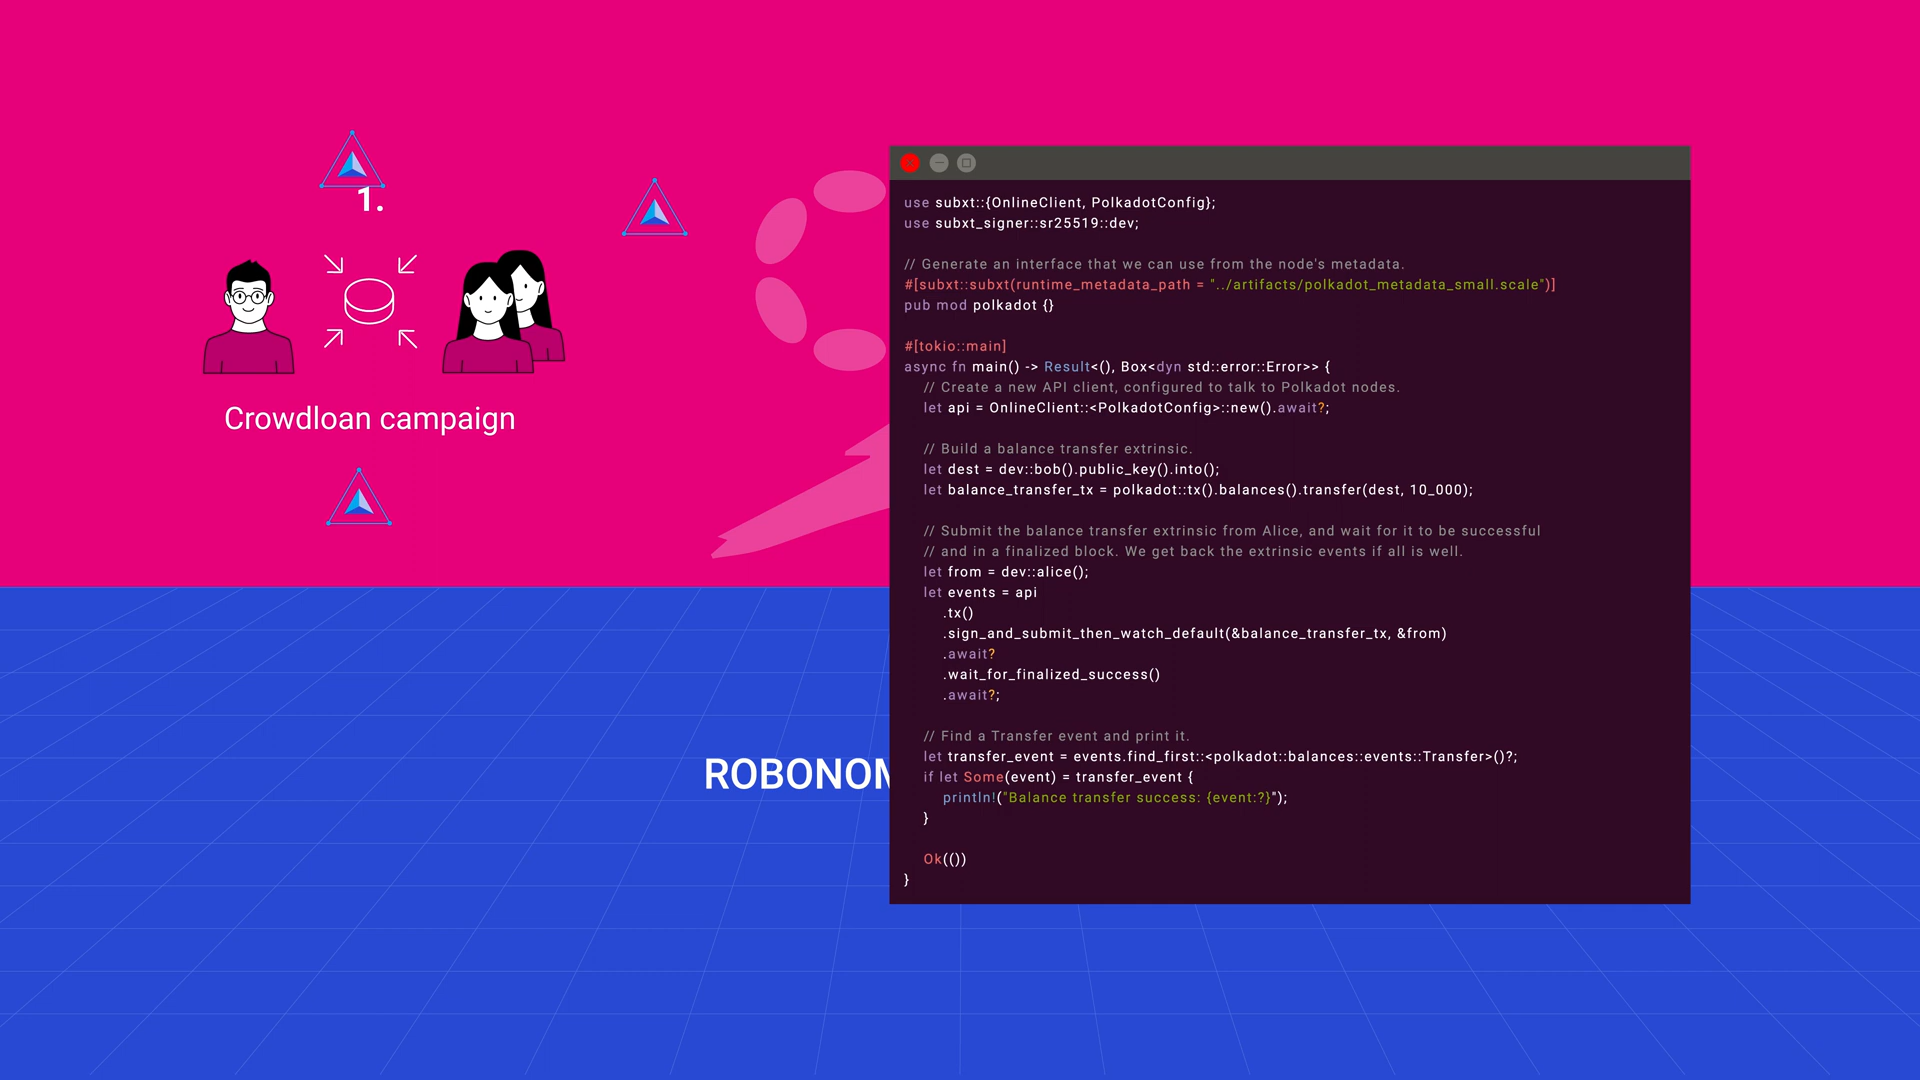 1.
Crowdloan campaign
ROBONOM
use subxt::{OnlineClient, PolkadotConfig};
use subxt_signer::sr25519::dev;
// Generate an interface that we can use from the node's metadata.
#[subxt::subxt(runtime_metadata_path = "../artifacts/polkadot_metadata_small.scale")]
pub mod polkadot {}
#[tokio::main]
async fn main() -> Result<(), Box<dyn std::error::Error>> {
// Create a new API client, configured to talk to Polkadot nodes.
let api = OnlineClient::<PolkadotConfig>::new().await?;
// Build a balance transfer extrinsic.
let dest = dev::bob().public_key().into();
let balance_transfer_tx = polkadot::tx().balances().transfer(dest, 10_000);
// Submit the balance transfer extrinsic from Alice, and wait for it to be successful
// and in a finalized block. We get back the extrinsic events if all is well.
let from = dev::alice();
let events = api
.tx()
.sign_and_submit_then_watch_default(&balance_transfer_tx, &from)
.await?
.wait_for_finalized_success()
.await?;
// Find a Transfer event and print it.
let transfer_event = events.find_first::<polkadot::balances::events::Transfer>()?;
if let Some(event) = transfer_event {
println!("Balance transfer success: {event:?}");
}
Ok(())
}